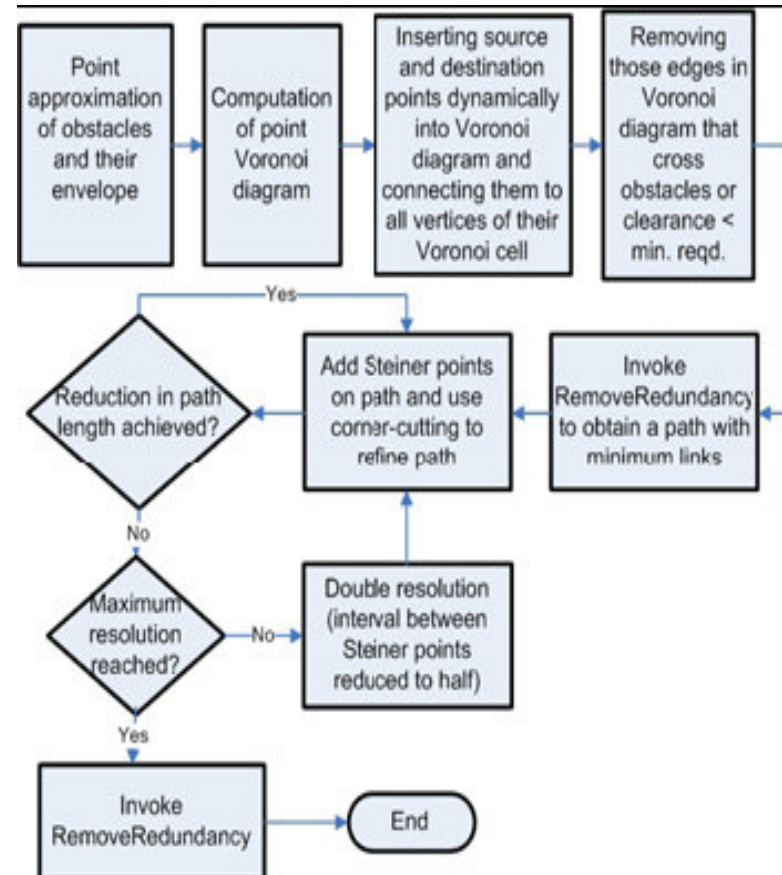 Point
approximation
of obstacles
and their
envelope
Computation
of point
Voronoi
diagram
Inserting source
and destination
points dynamically
into Voronoi
diagram and
connecting them to
all vertices of their
Voronoi cell
Removing
those edges in
Voronoi
diagram that
cross
obstacles or
clearance <
min. reqd.
Yes
Reduction in path
length achieved?
Add Steiner points
on path and use
corner-cutting to
refine path
Invoke
RemoveRedundancy
to obtain a path with
minimum links
No
Maximum
resolution
reached?
No
Double resolution
(interval between
Steiner points
reduced to half)
Yes
Invoke
RemoveRedundancy
End